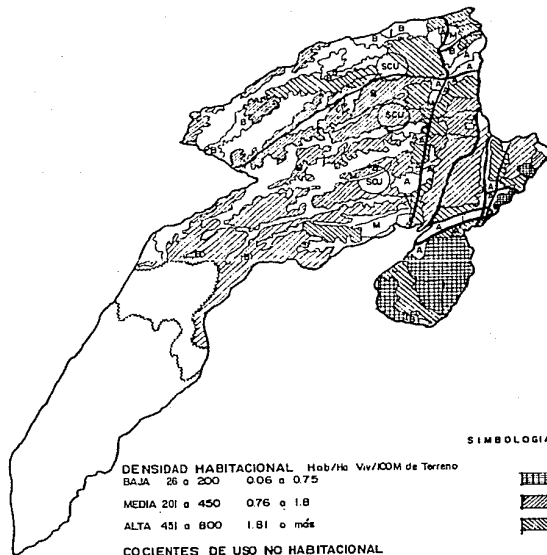 B
B
M
B
A
SCU
A
B
M
B
SCU
B
SCU
A
A
M
A
SIMBOLOGIA
DENSIDAD HABITACIONAL Hab/Ha Viv/100M de Terreno
BAJA 26 a 200 0.06 a 0.75
MEDIA 201 a 450 0.76 a 1.8
ALTA 451 a 800 1.81 o más
COCIENTES DE USO NO HABITACIONAL